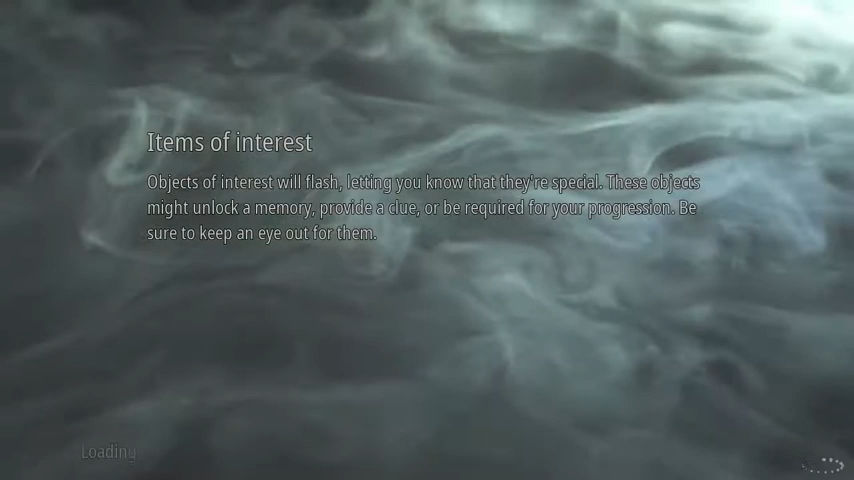 Items of interest
Objects of interest will flash, letting you know that they're special. These objects
might unlock a memory, provide a clue, or be required for your progression. Be
sure to keep an eye out for them.
Loading